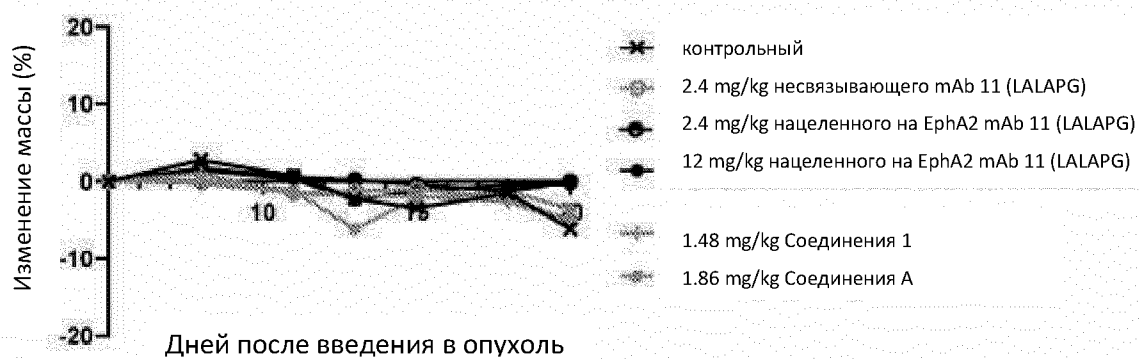 Изменение массы (%)
20
10
0
-10
-20
10
15
Дней после введения в опухоль
контрольный
2.4 mg/kg несвязывающего mAb 11 (LALAPG)
2.4 mg/kg нацеленного на EphA2 mAb 11 (LALAPG)
12 mg/kg нацеленного на EphA2 mAb 11 (LALAPG)
1.48 mg/kg Соединения 1
1.86 mg/kg Соединения А